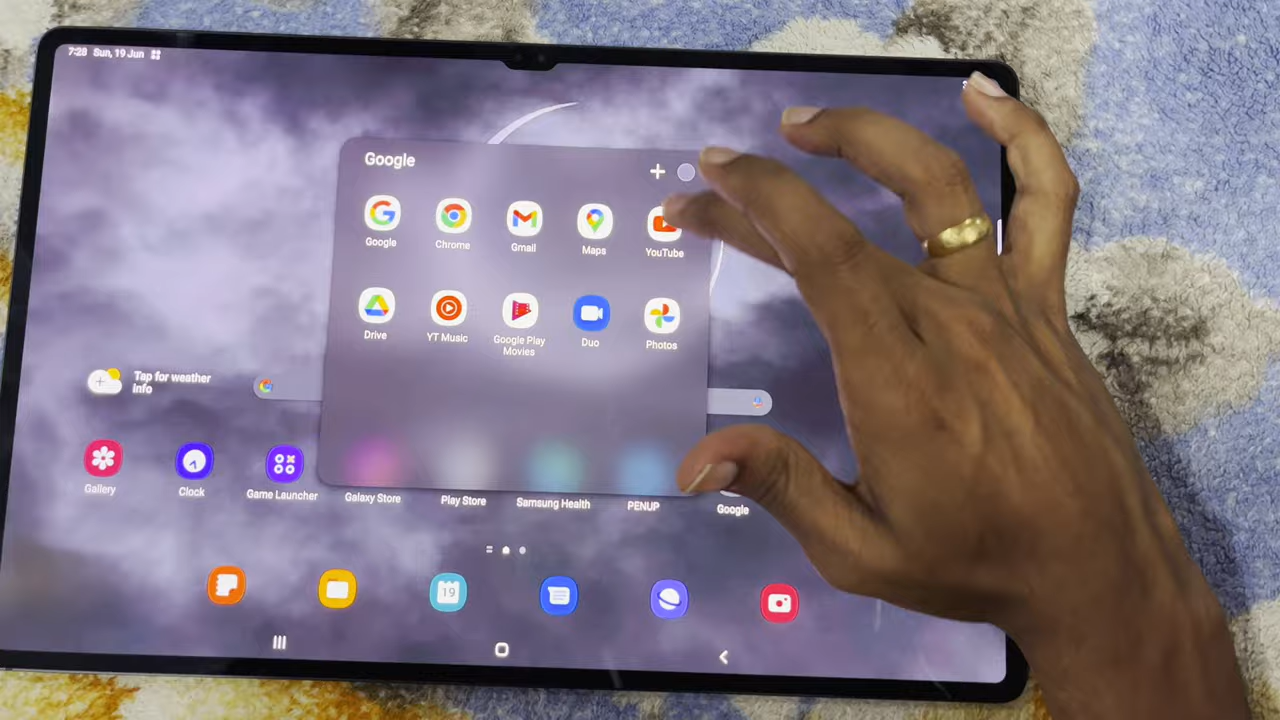 7:28 Sun, 19 Jun
Google
Google Chrome Gmail Maps YouTube
Drive YT Music Google Play Movies Duo Photos
Tap for weather
info
Gallery Clock Game Launcher Galaxy Store Play Store Samsung Health PENUP Google
19